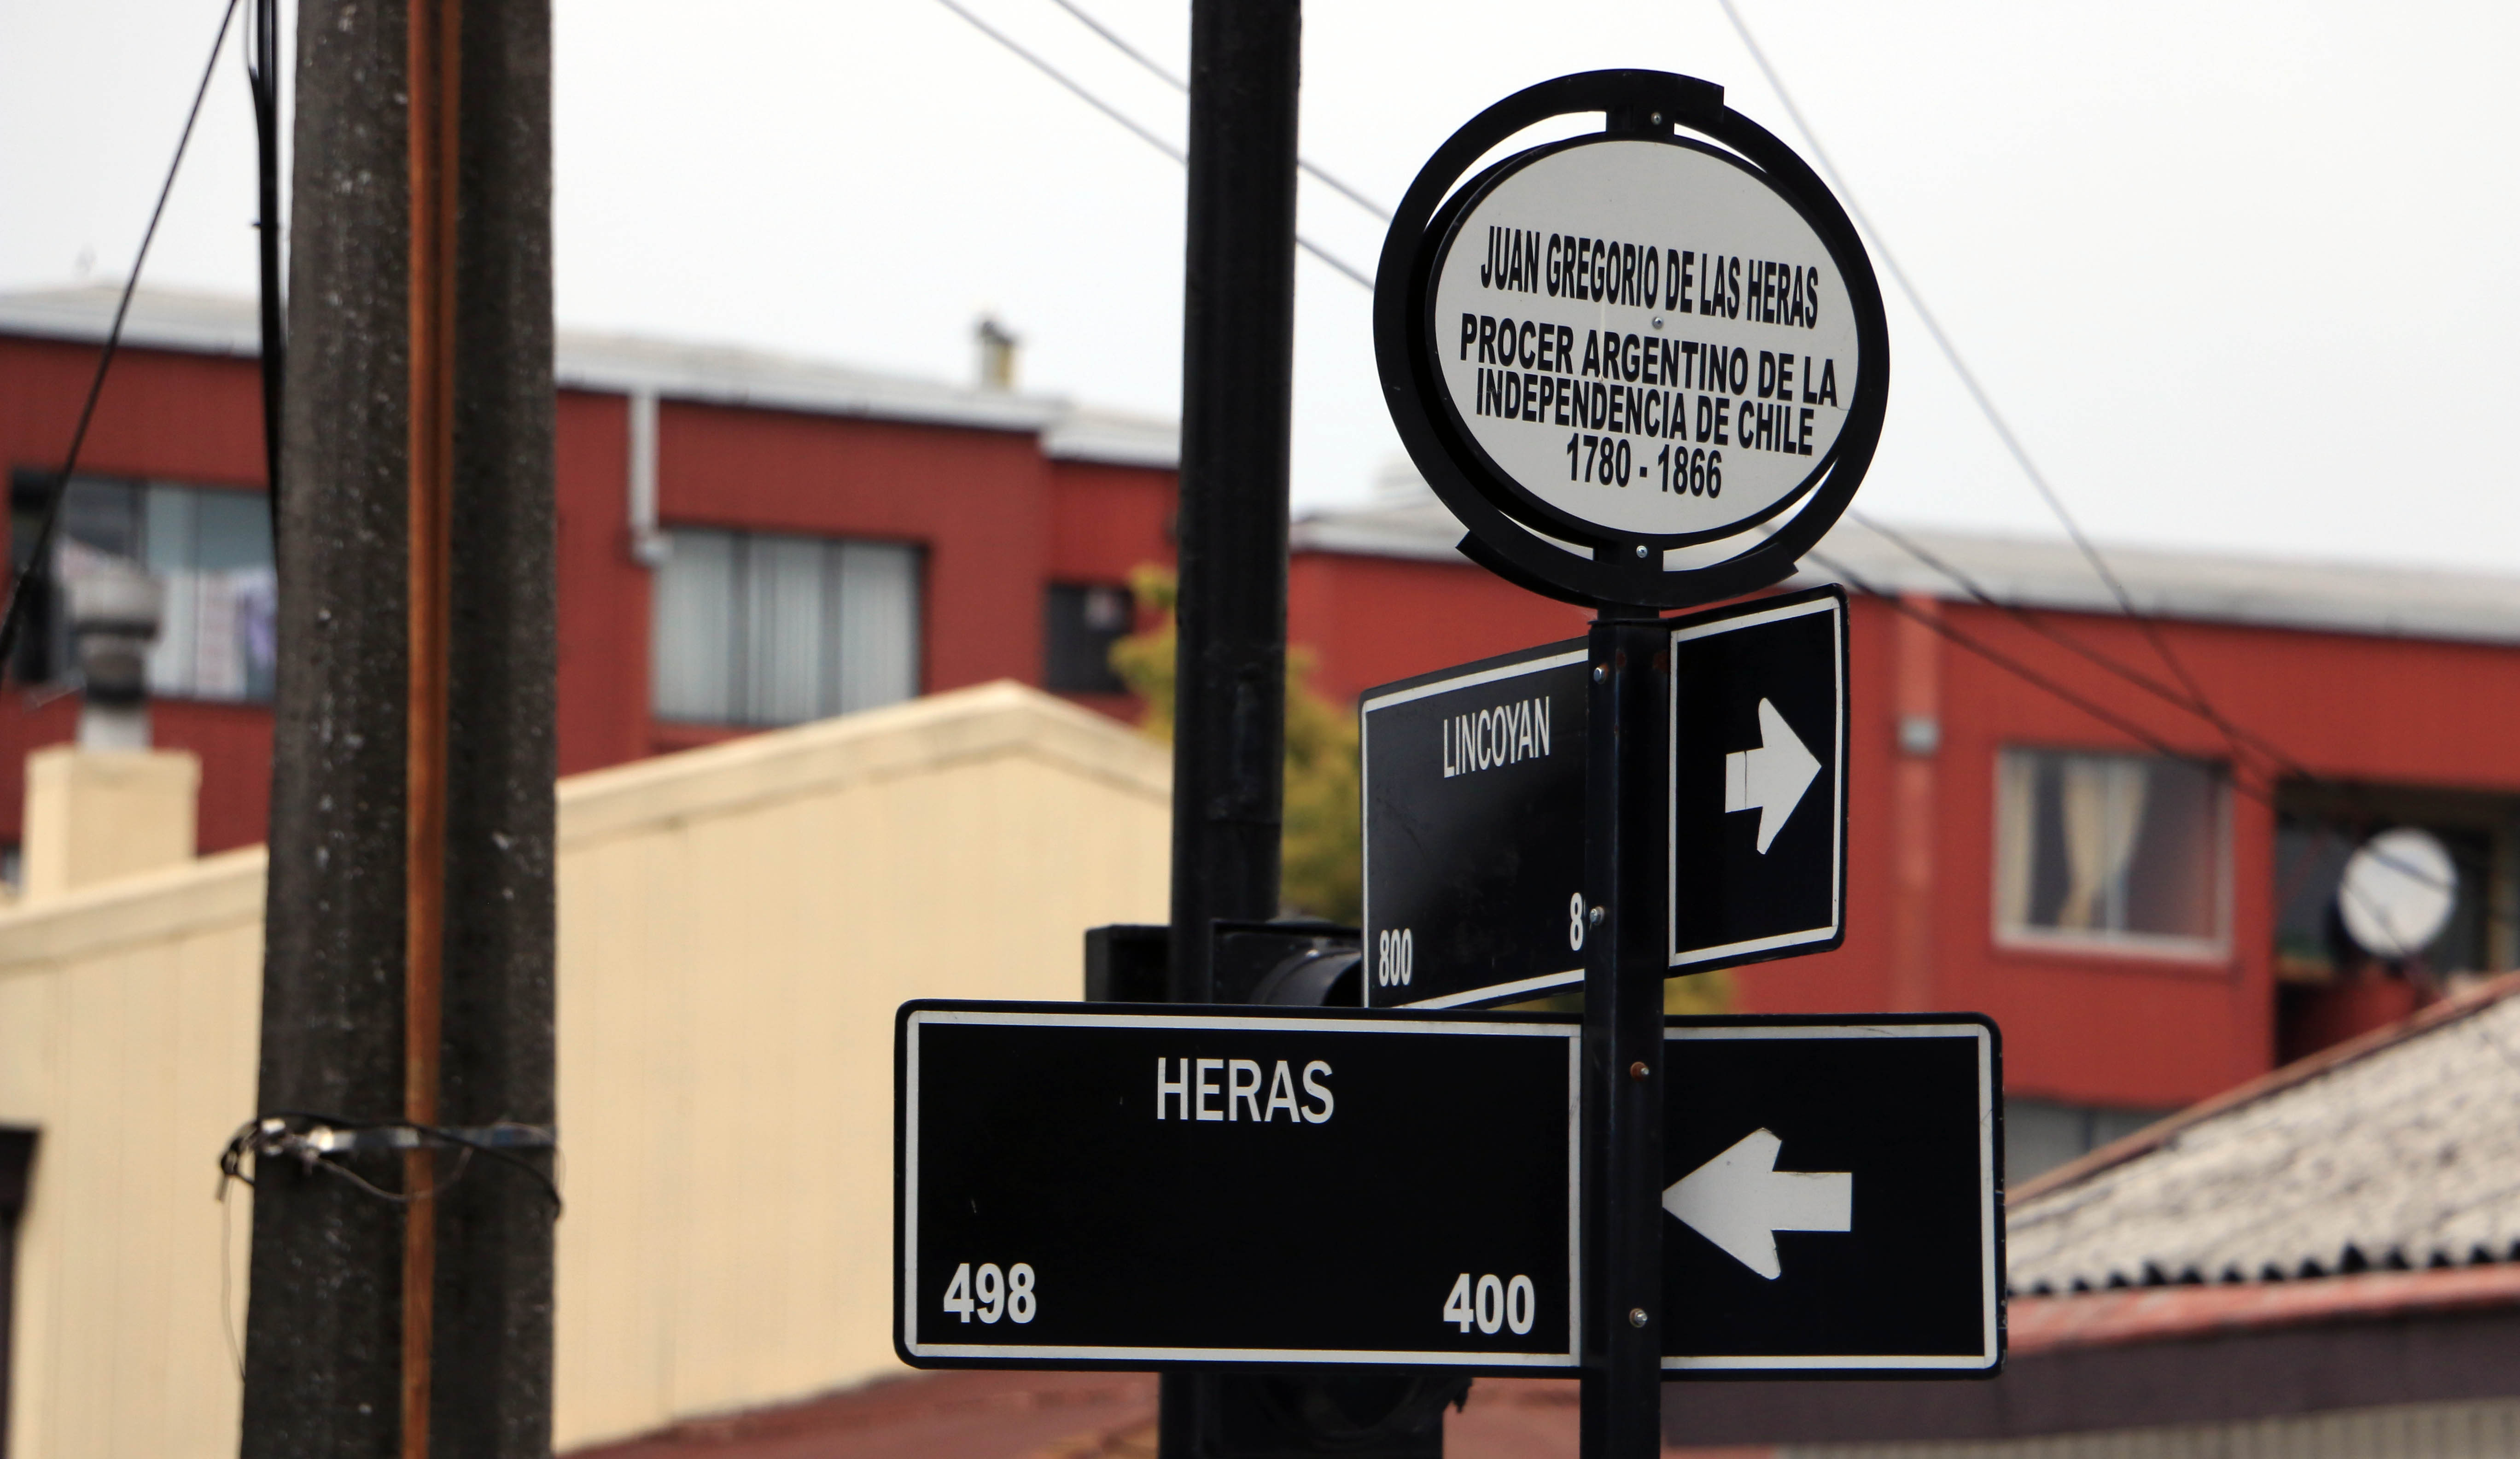 JUAN GREGORIO DE LAS HERAS
PROCER ARGENTINO DE LA
INDEPENDENCIA DE CHILE
1780 - 1866
LINCOYAN
800
HERAS
498 400